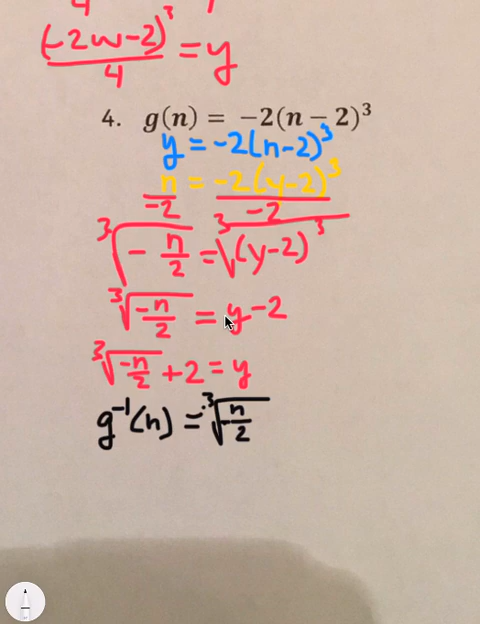 (-2w-2)³/4 = y
4. g(n) = −2(n − 2)³
y = -2(n-2)³
n/-2 = -2(y-2)³/-2
∛(-n/2) = ∛(y-2)³
∛(-n/2) = y-2
∛(-n/2) + 2 = y
g⁻¹(n) = ∛(-n/2)